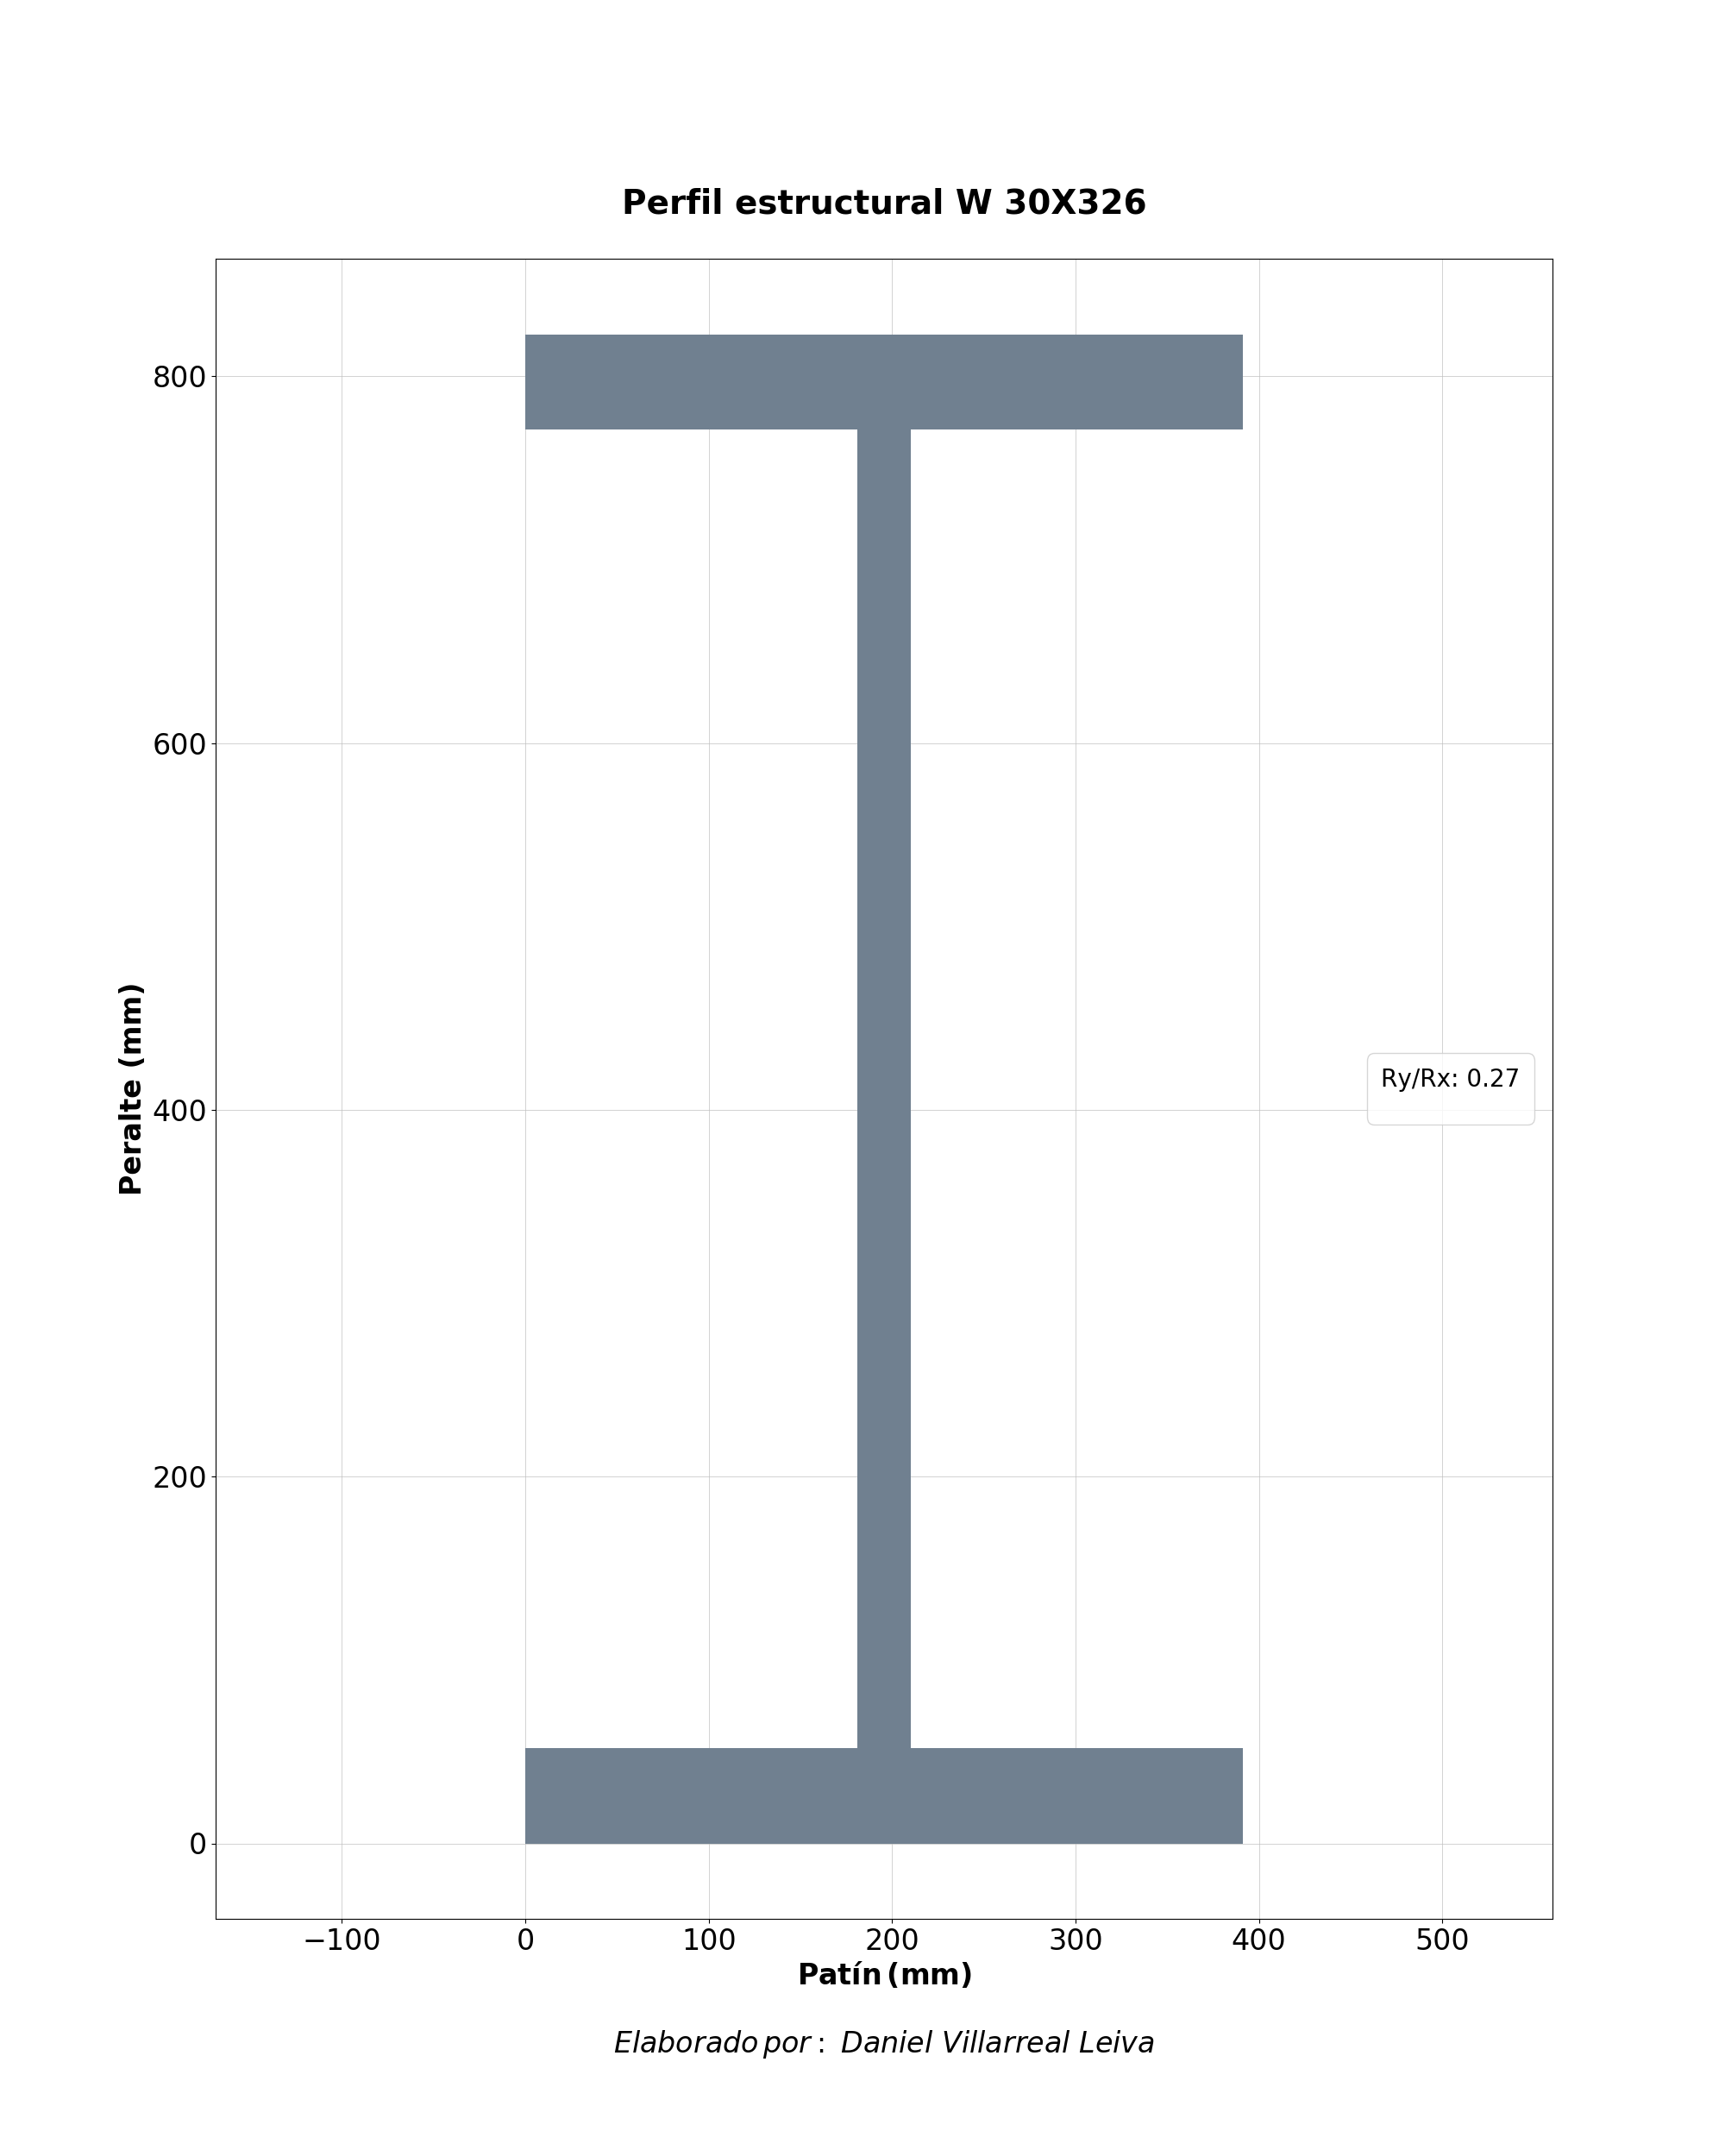 Perfil estructural W 30X326
800
600
400
200
0
Peralte (mm)
Ry/Rx: 0.27
−100 0 100 200 300 400 500
Patín (mm)
Elaborado por: Daniel Villarreal Leiva